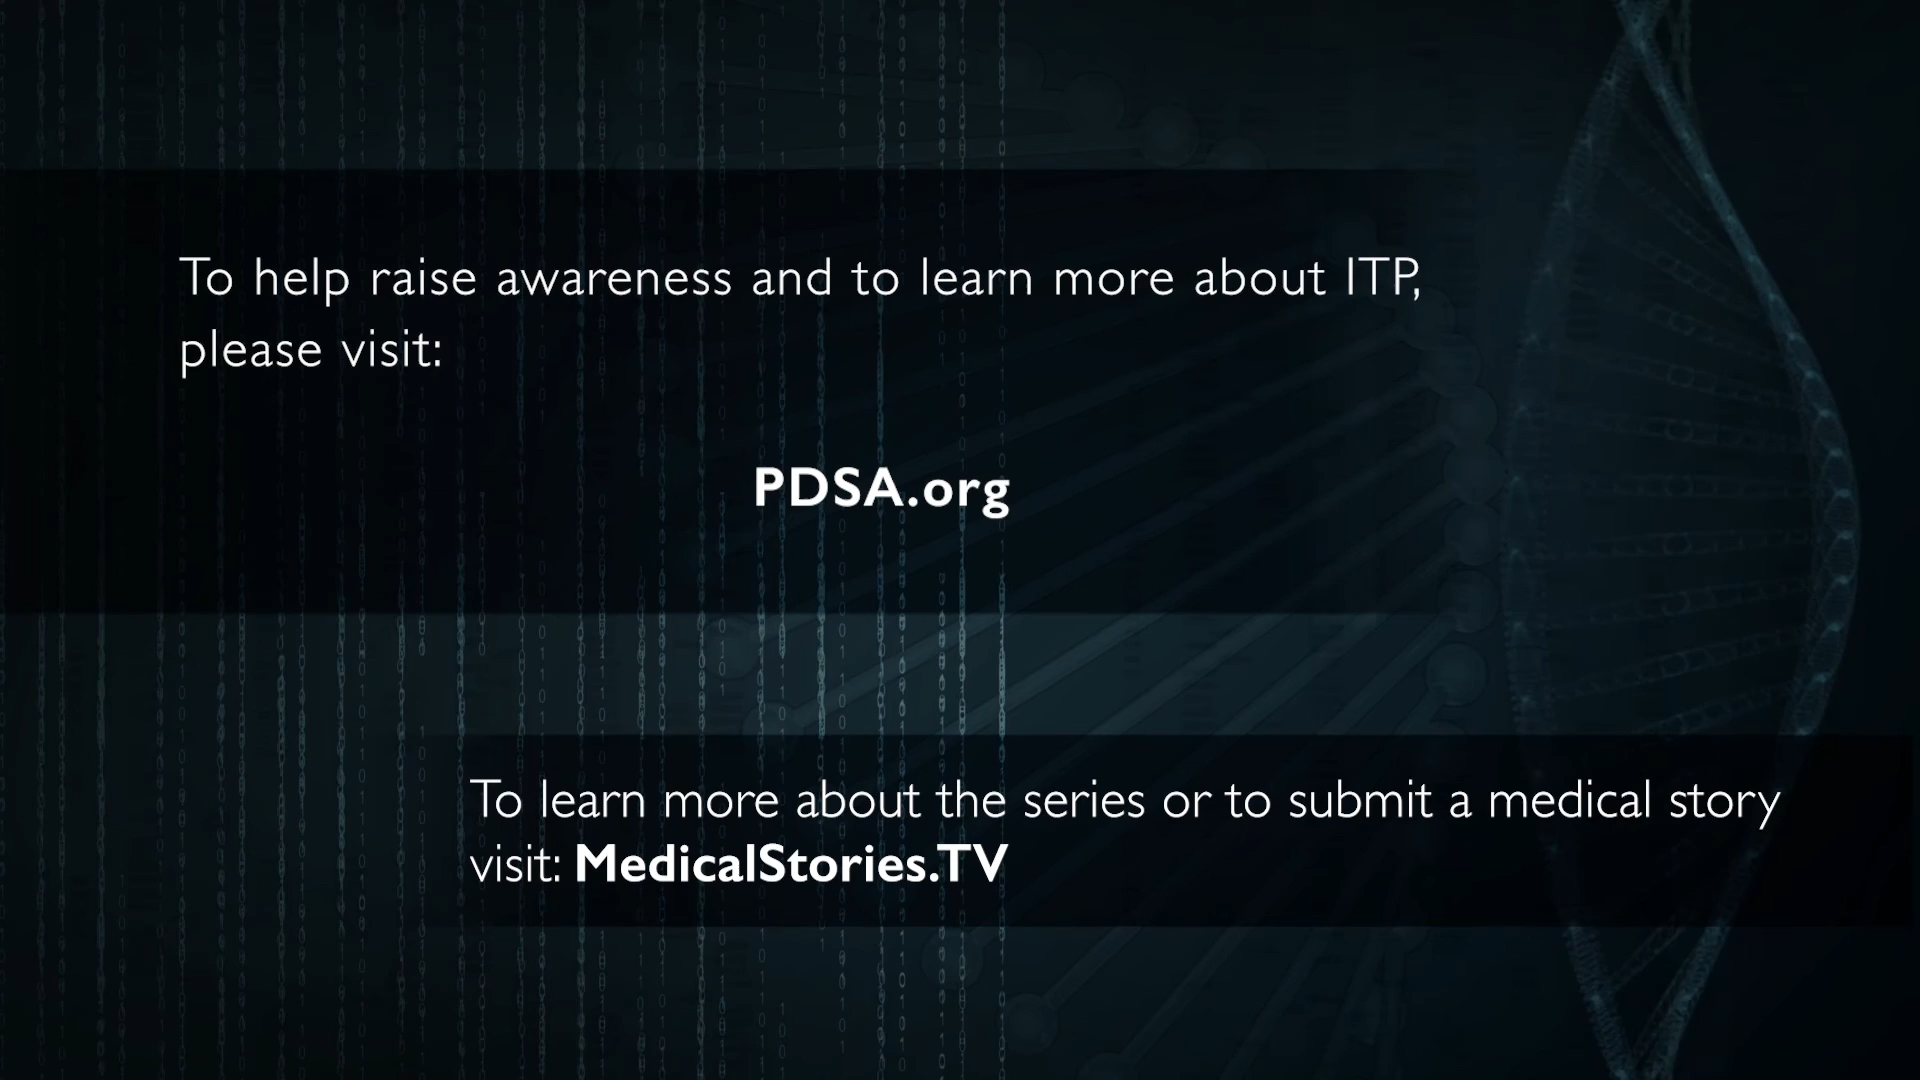 To help raise awareness and to learn more about ITP,
please visit:
PDSA.org
To learn more about the series or to submit a medical story
visit: MedicalStories.TV